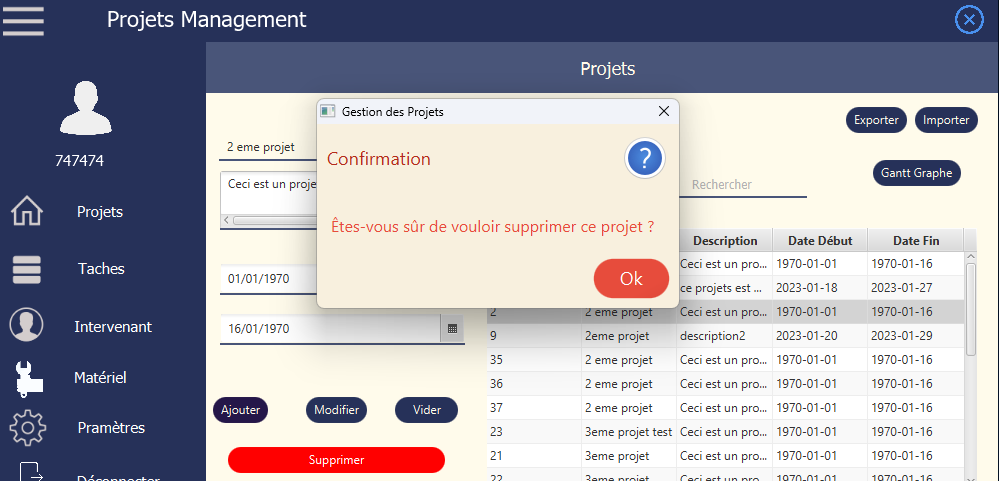 Projets Management
Projets
747474
Projets
Taches
Intervenant
Matériel
Pramètres
Déconnecter
Gestion des Projets
Confirmation
?
Êtes-vous sûr de vouloir supprimer ce projet ?
Ok
2 eme projet
Ceci est un proje
01/01/1970
16/01/1970
Ajouter
Modifier
Vider
Supprimer
Exporter
Importer
Gantt Graphe
Rechercher
Description Date Début Date Fin
Ceci est un pro... 1970-01-01 1970-01-16
ce projets est ... 2023-01-18 2023-01-27
2 2 eme projet Ceci est un pro... 1970-01-01 1970-01-16
9 2eme projet description2 2023-01-20 2023-01-29
35 2 eme projet Ceci est un pro... 1970-01-01 1970-01-16
36 2 eme projet Ceci est un pro... 1970-01-01 1970-01-16
37 2 eme projet Ceci est un pro... 1970-01-01 1970-01-16
23 3eme projet test Ceci est un pro... 1970-01-01 1970-01-16
21 3eme projet Ceci est un pro... 1970-01-01 1970-01-16
22 3eme projet Ceci est un pro... 1970-01-01 1970-01-16